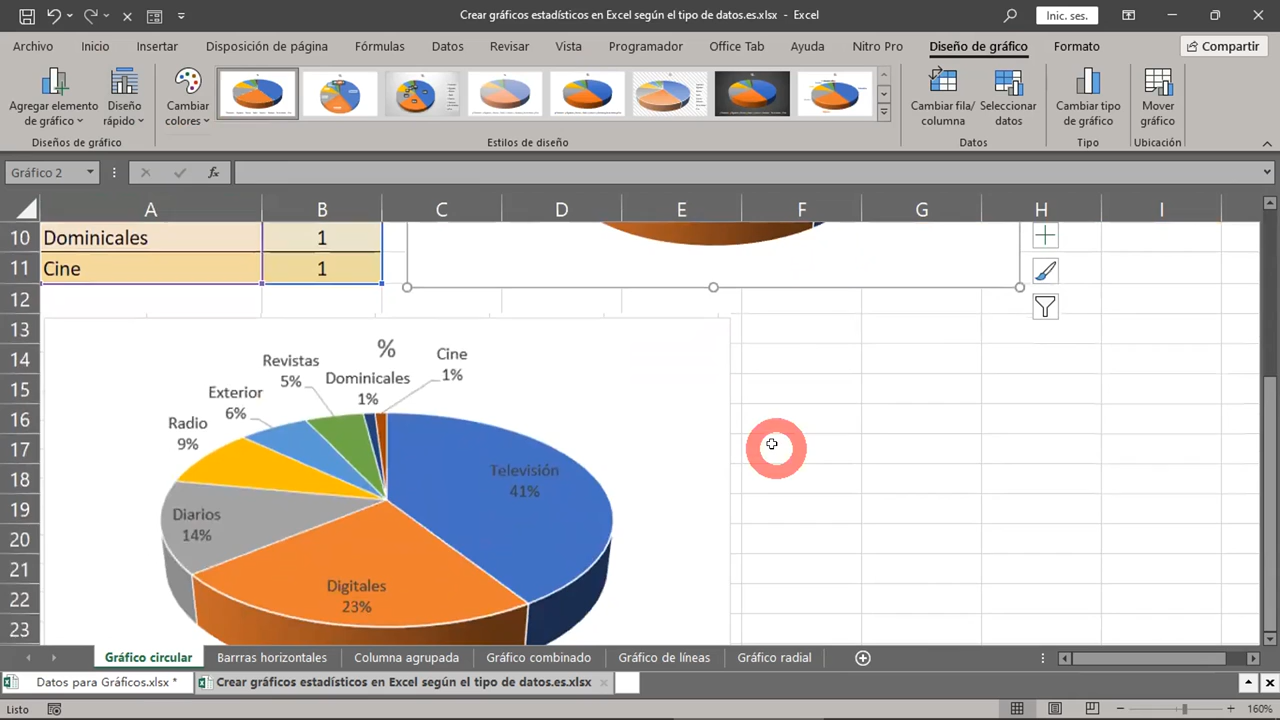 Crear gráficos estadísticos en Excel según el tipo de datos.es.xlsx - Excel
Inic. ses.
Archivo Inicio Insertar Disposición de página Fórmulas Datos Revisar Vista Programador Office Tab Ayuda Nitro Pro Diseño de gráfico Formato Compartir
Agregar elemento de gráfico
Diseño rápido
Cambiar colores
Cambiar fila/ columna
Seleccionar datos
Cambiar tipo de gráfico
Mover gráfico
Diseños de gráfico Estilos de diseño Datos Tipo Ubicación
Gráfico 2 fx
A B C D E F G H I
10 Dominicales 1
11 Cine 1
12
13
14
15
16
17
18
19
20
21
22
23
%
Cine
1%
Revistas
5%
Dominicales
1%
Exterior
6%
Radio
9%
Televisión
41%
Diarios
14%
Digitales
23%
Gráfico circular Barrras horizontales Columna agrupada Gráfico combinado Gráfico de líneas Gráfico radial
Datos para Gráficos.xlsx * Crear gráficos estadísticos en Excel según el tipo de datos.es.xlsx
Listo 160%